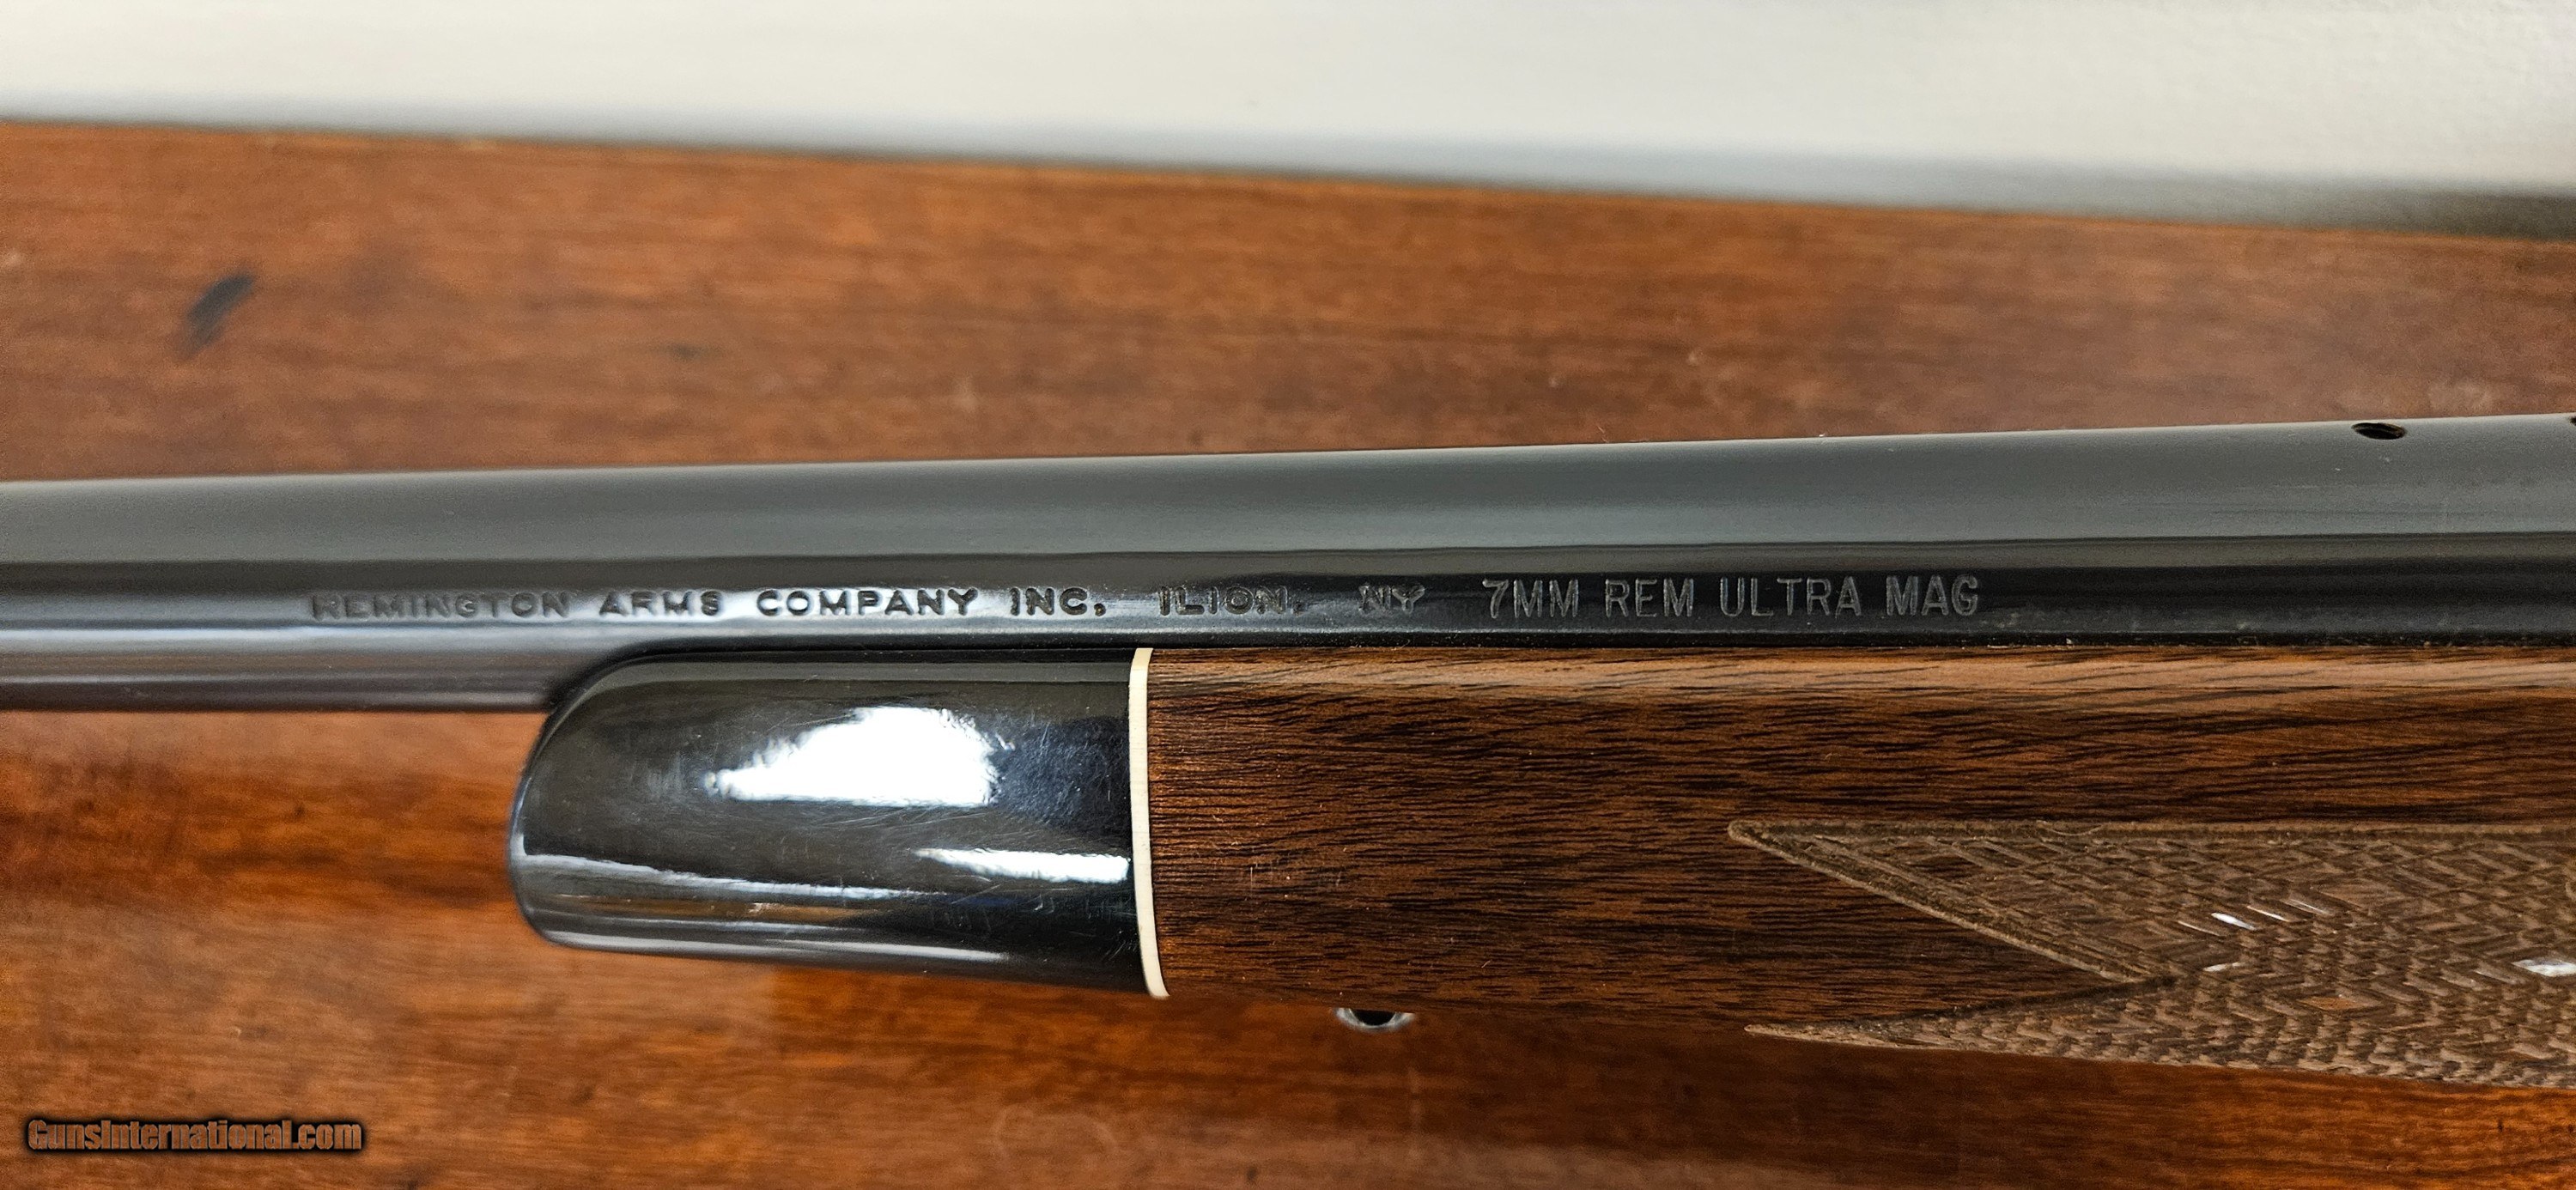 REMINGTON ARMS COMPANY INC. ILION, NY 7MM REM ULTRA MAG
GunsInternational.com